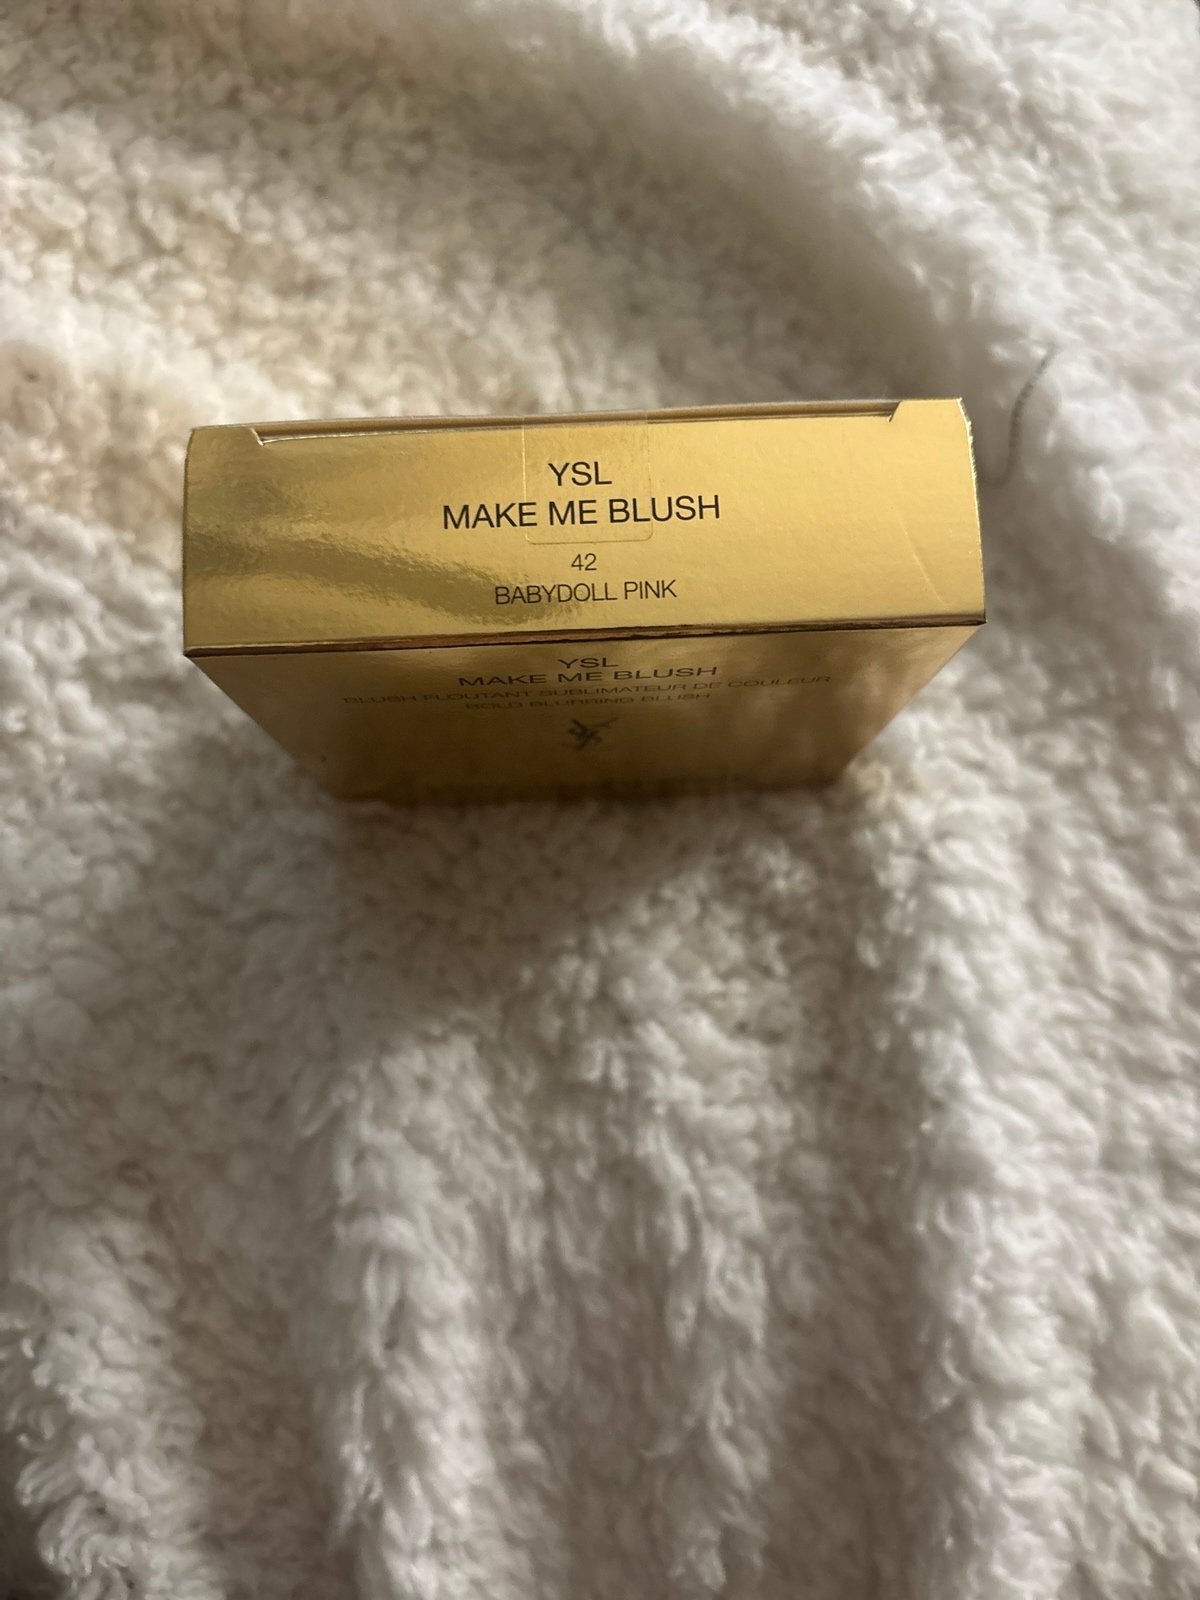 YSL
MAKE ME BLUSH
42
BABYDOLL PINK
YSL
MAKE ME BLUSH
BLUSH FLOUTANT SUBLIMATEUR DE COULEUR
BOLD BLURRING BLUSH